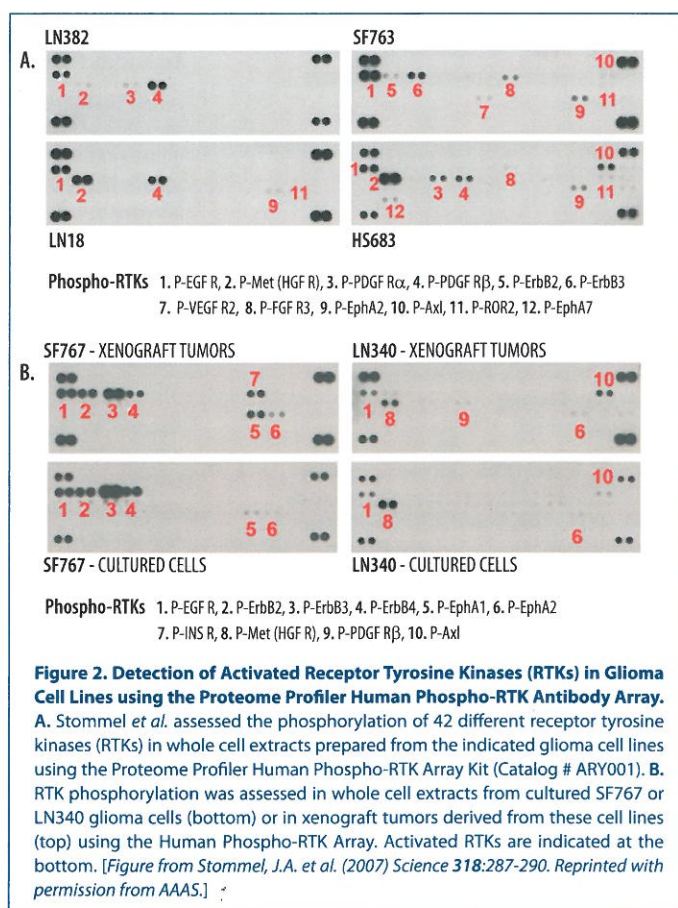 LN382 SF763
A. 10
1 2 3 4 1 5 6 7 8 9 11
10
1 2 4 9 11 1 2 3 4 8 9 11
12
LN18 HS683
Phospho-RTKs 1. P-EGF R, 2. P-Met (HGF R), 3. P-PDGF Rα, 4. P-PDGF Rβ, 5. P-ErbB2, 6. P-ErbB3
7. P-VEGF R2, 8. P-FGF R3, 9. P-EphA2, 10. P-Axl, 11. P-ROR2, 12. P-EphA7
SF767 - XENOGRAFT TUMORS LN340 - XENOGRAFT TUMORS
B. 7 10
1 2 3 4 5 6 1 8 9 6
10
1 2 3 4 5 6 1 8 6
SF767 - CULTURED CELLS LN340 - CULTURED CELLS
Phospho-RTKs 1. P-EGF R, 2. P-ErbB2, 3. P-ErbB3, 4. P-ErbB4, 5. P-EphA1, 6. P-EphA2
7. P-INS R, 8. P-Met (HGF R), 9. P-PDGF Rβ, 10. P-Axl
Figure 2. Detection of Activated Receptor Tyrosine Kinases (RTKs) in Glioma
Cell Lines using the Proteome Profiler Human Phospho-RTK Antibody Array.
A. Stommel et al. assessed the phosphorylation of 42 different receptor tyrosine
kinases (RTKs) in whole cell extracts prepared from the indicated glioma cell lines
using the Proteome Profiler Human Phospho-RTK Array Kit (Catalog # ARY001). B.
RTK phosphorylation was assessed in whole cell extracts from cultured SF767 or
LN340 glioma cells (bottom) or in xenograft tumors derived from these cell lines
(top) using the Human Phospho-RTK Array. Activated RTKs are indicated at the
bottom. [Figure from Stommel, J.A. et al. (2007) Science 318:287-290. Reprinted with
permission from AAAS.]